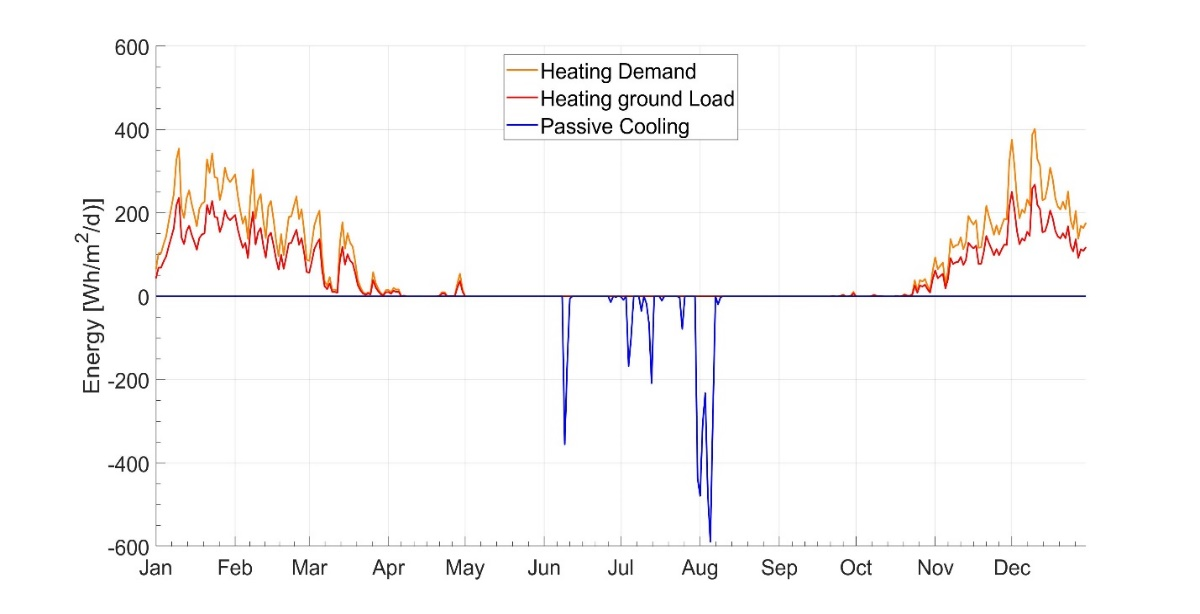 600
400
200
0
-200
-400
-600
Energy [Wh/m²/d)]
Heating Demand
Heating ground Load
Passive Cooling
Jan Feb Mar Apr May Jun Jul Aug Sep Oct Nov Dec